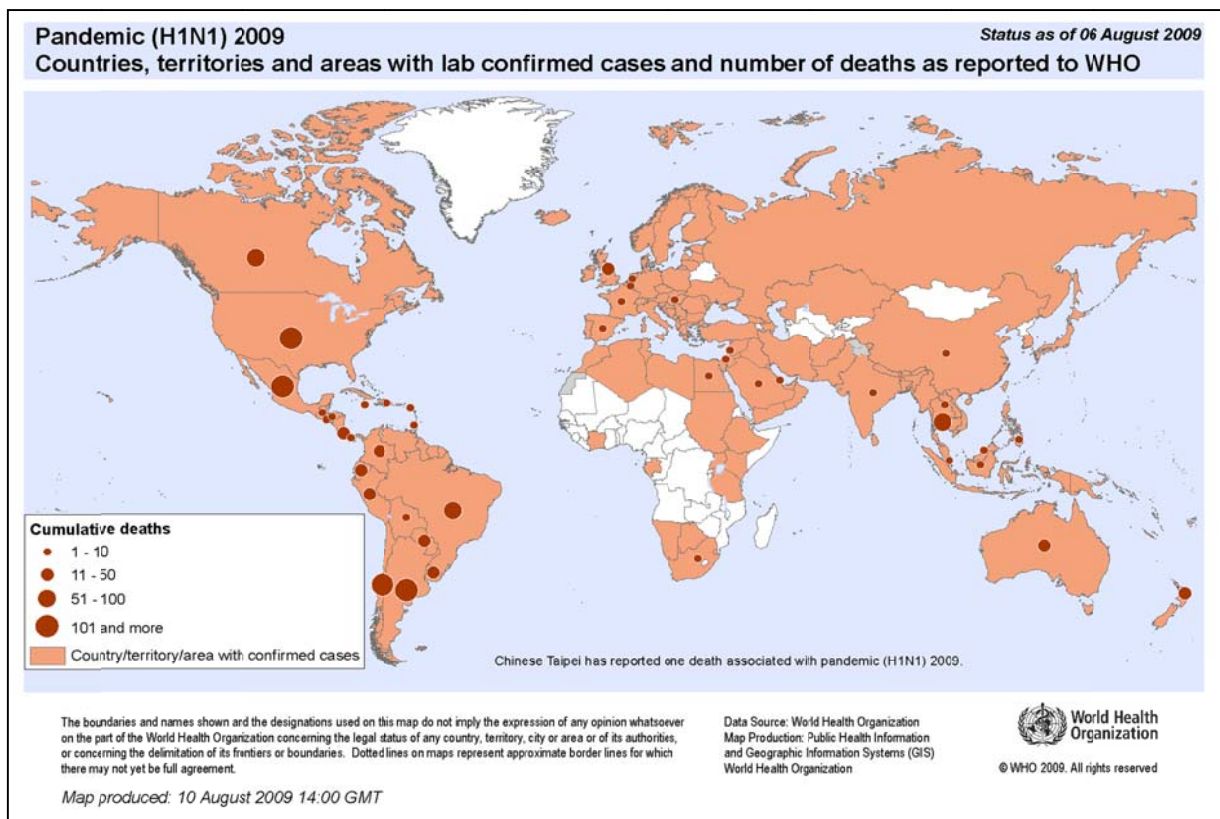 Pandemic (H1N1) 2009
Status as of 06 August 2009
Countries, territories and areas with lab confirmed cases and number of deaths as reported to WHO
Cumulative deaths
1 - 10
11 - 50
51 - 100
101 and more
Country/territory/area with confirmed cases
Chinese Taipei has reported one death associated with pandemic (H1N1) 2009.
The boundaries and names shown and the designations used on this map do not imply the expression of any opinion whatsoever
on the part of the World Health Organization concerning the legal status of any country, territory, city or area or of its authorities,
or concerning the delimitation of its frontiers or boundaries. Dotted lines on maps represent approximate border lines for which
there may not yet be full agreement.
Data Source: World Health Organization
Map Production: Public Health Information
and Geographic Information Systems (GIS)
World Health Organization
World Health
Organization
© WHO 2009. All rights reserved
Map produced: 10 August 2009 14:00 GMT